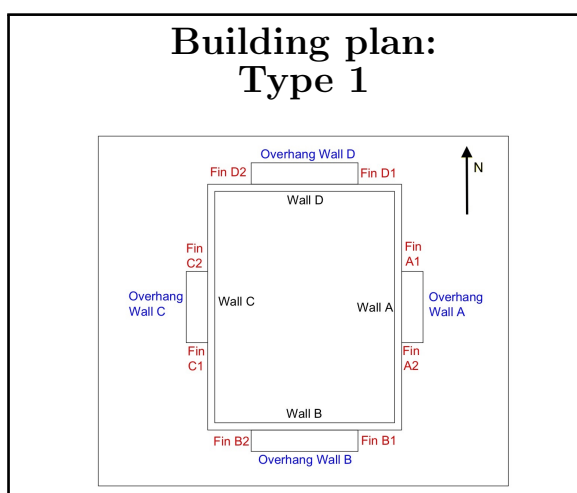 Building plan:
Type 1
Overhang Wall D
Fin D2
Fin D1
N
Wall D
Fin
C2
Fin
A1
Overhang
Wall C
Wall C
Wall A
Overhang
Wall A
Fin
C1
Fin
A2
Wall B
Fin B2
Fin B1
Overhang Wall B